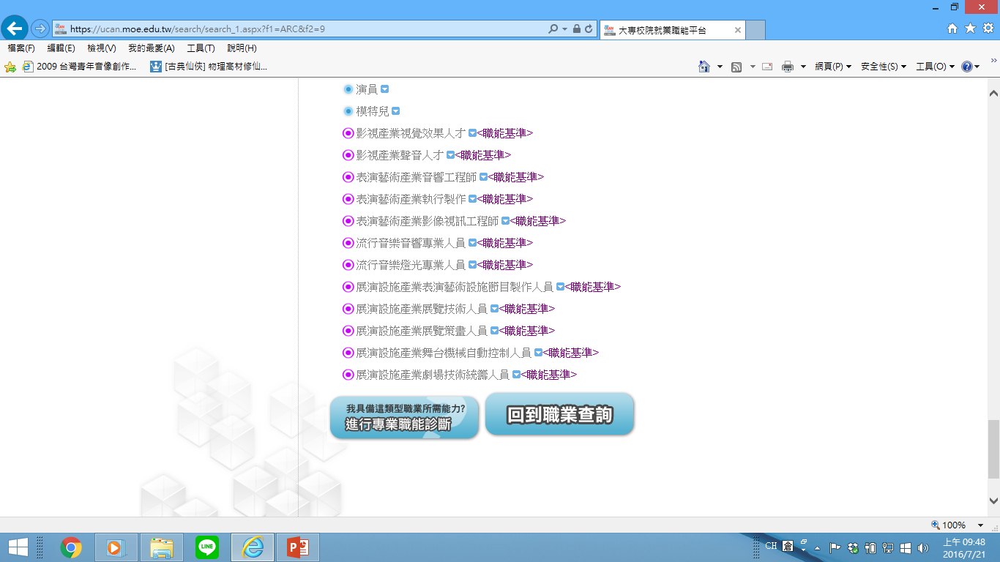 https://ucan.moe.edu.tw/search/search_1.aspx?f1=ARC&f2=9
大專校院就業職能平台
檔案(F) 編輯(E) 檢視(V) 我的最愛(A) 工具(T) 說明(H)
2009 台灣青年音像創作... [古典仙俠] 物理高材修仙... 網頁(P) 安全性(S) 工具(O)
演員
模特兒
影視產業視覺效果人才 <職能基準>
影視產業聲音人才 <職能基準>
表演藝術產業音響工程師 <職能基準>
表演藝術產業執行製作 <職能基準>
表演藝術產業影像視訊工程師 <職能基準>
流行音樂音響專業人員 <職能基準>
流行音樂燈光專業人員 <職能基準>
展演設施產業表演藝術設施節目製作人員 <職能基準>
展演設施產業展覽技術人員 <職能基準>
展演設施產業展覽策畫人員 <職能基準>
展演設施產業舞台機械自動控制人員 <職能基準>
展演設施產業劇場技術統籌人員 <職能基準>
我具備這類型職業所需能力?
進行專業職能診斷
回到職業查詢
100%
LINE
CH 倉
上午 09:48
2016/7/21